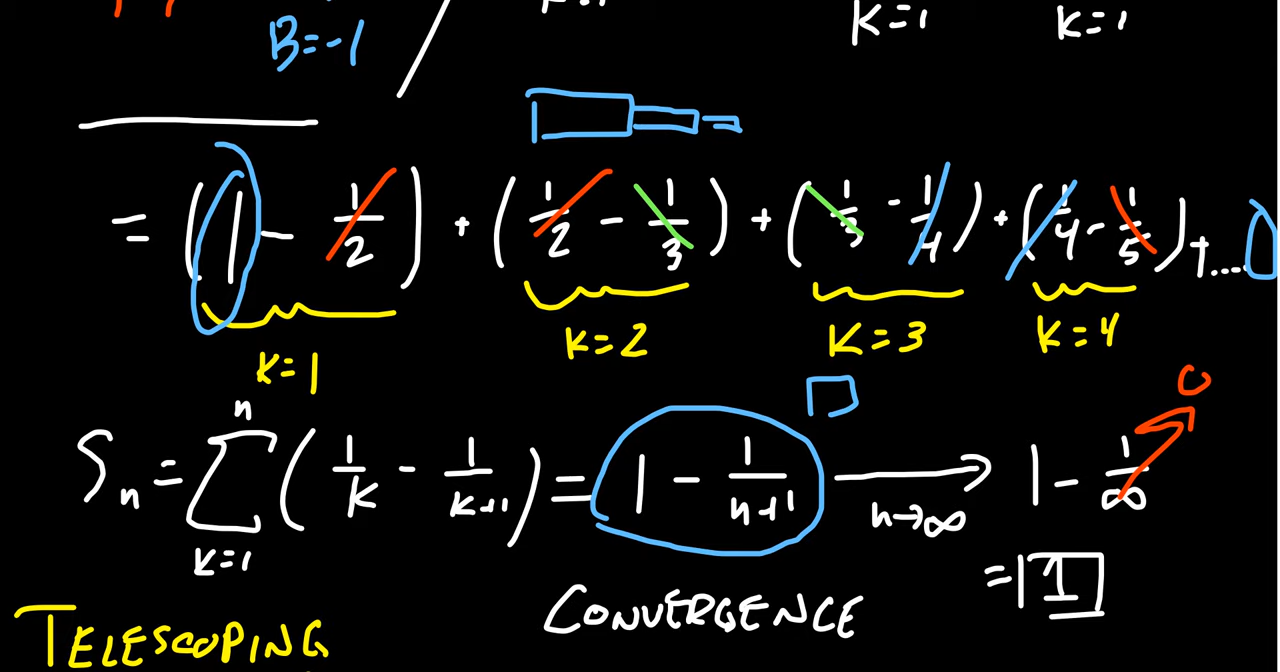 B=-1
K=1 K=1
= (1 - 1/2) + (1/2 - 1/3) + (1/3 - 1/4) + (1/4 - 1/5) + ....
K=1 K=2 K=3 K=4
0
Sn = ∑_{k=1}^{n} (1/k - 1/(k+1)) = 1 - 1/(n+1) → n→∞ 1 - 1/∞
= 1
CONVERGENCE
TELESCOPING